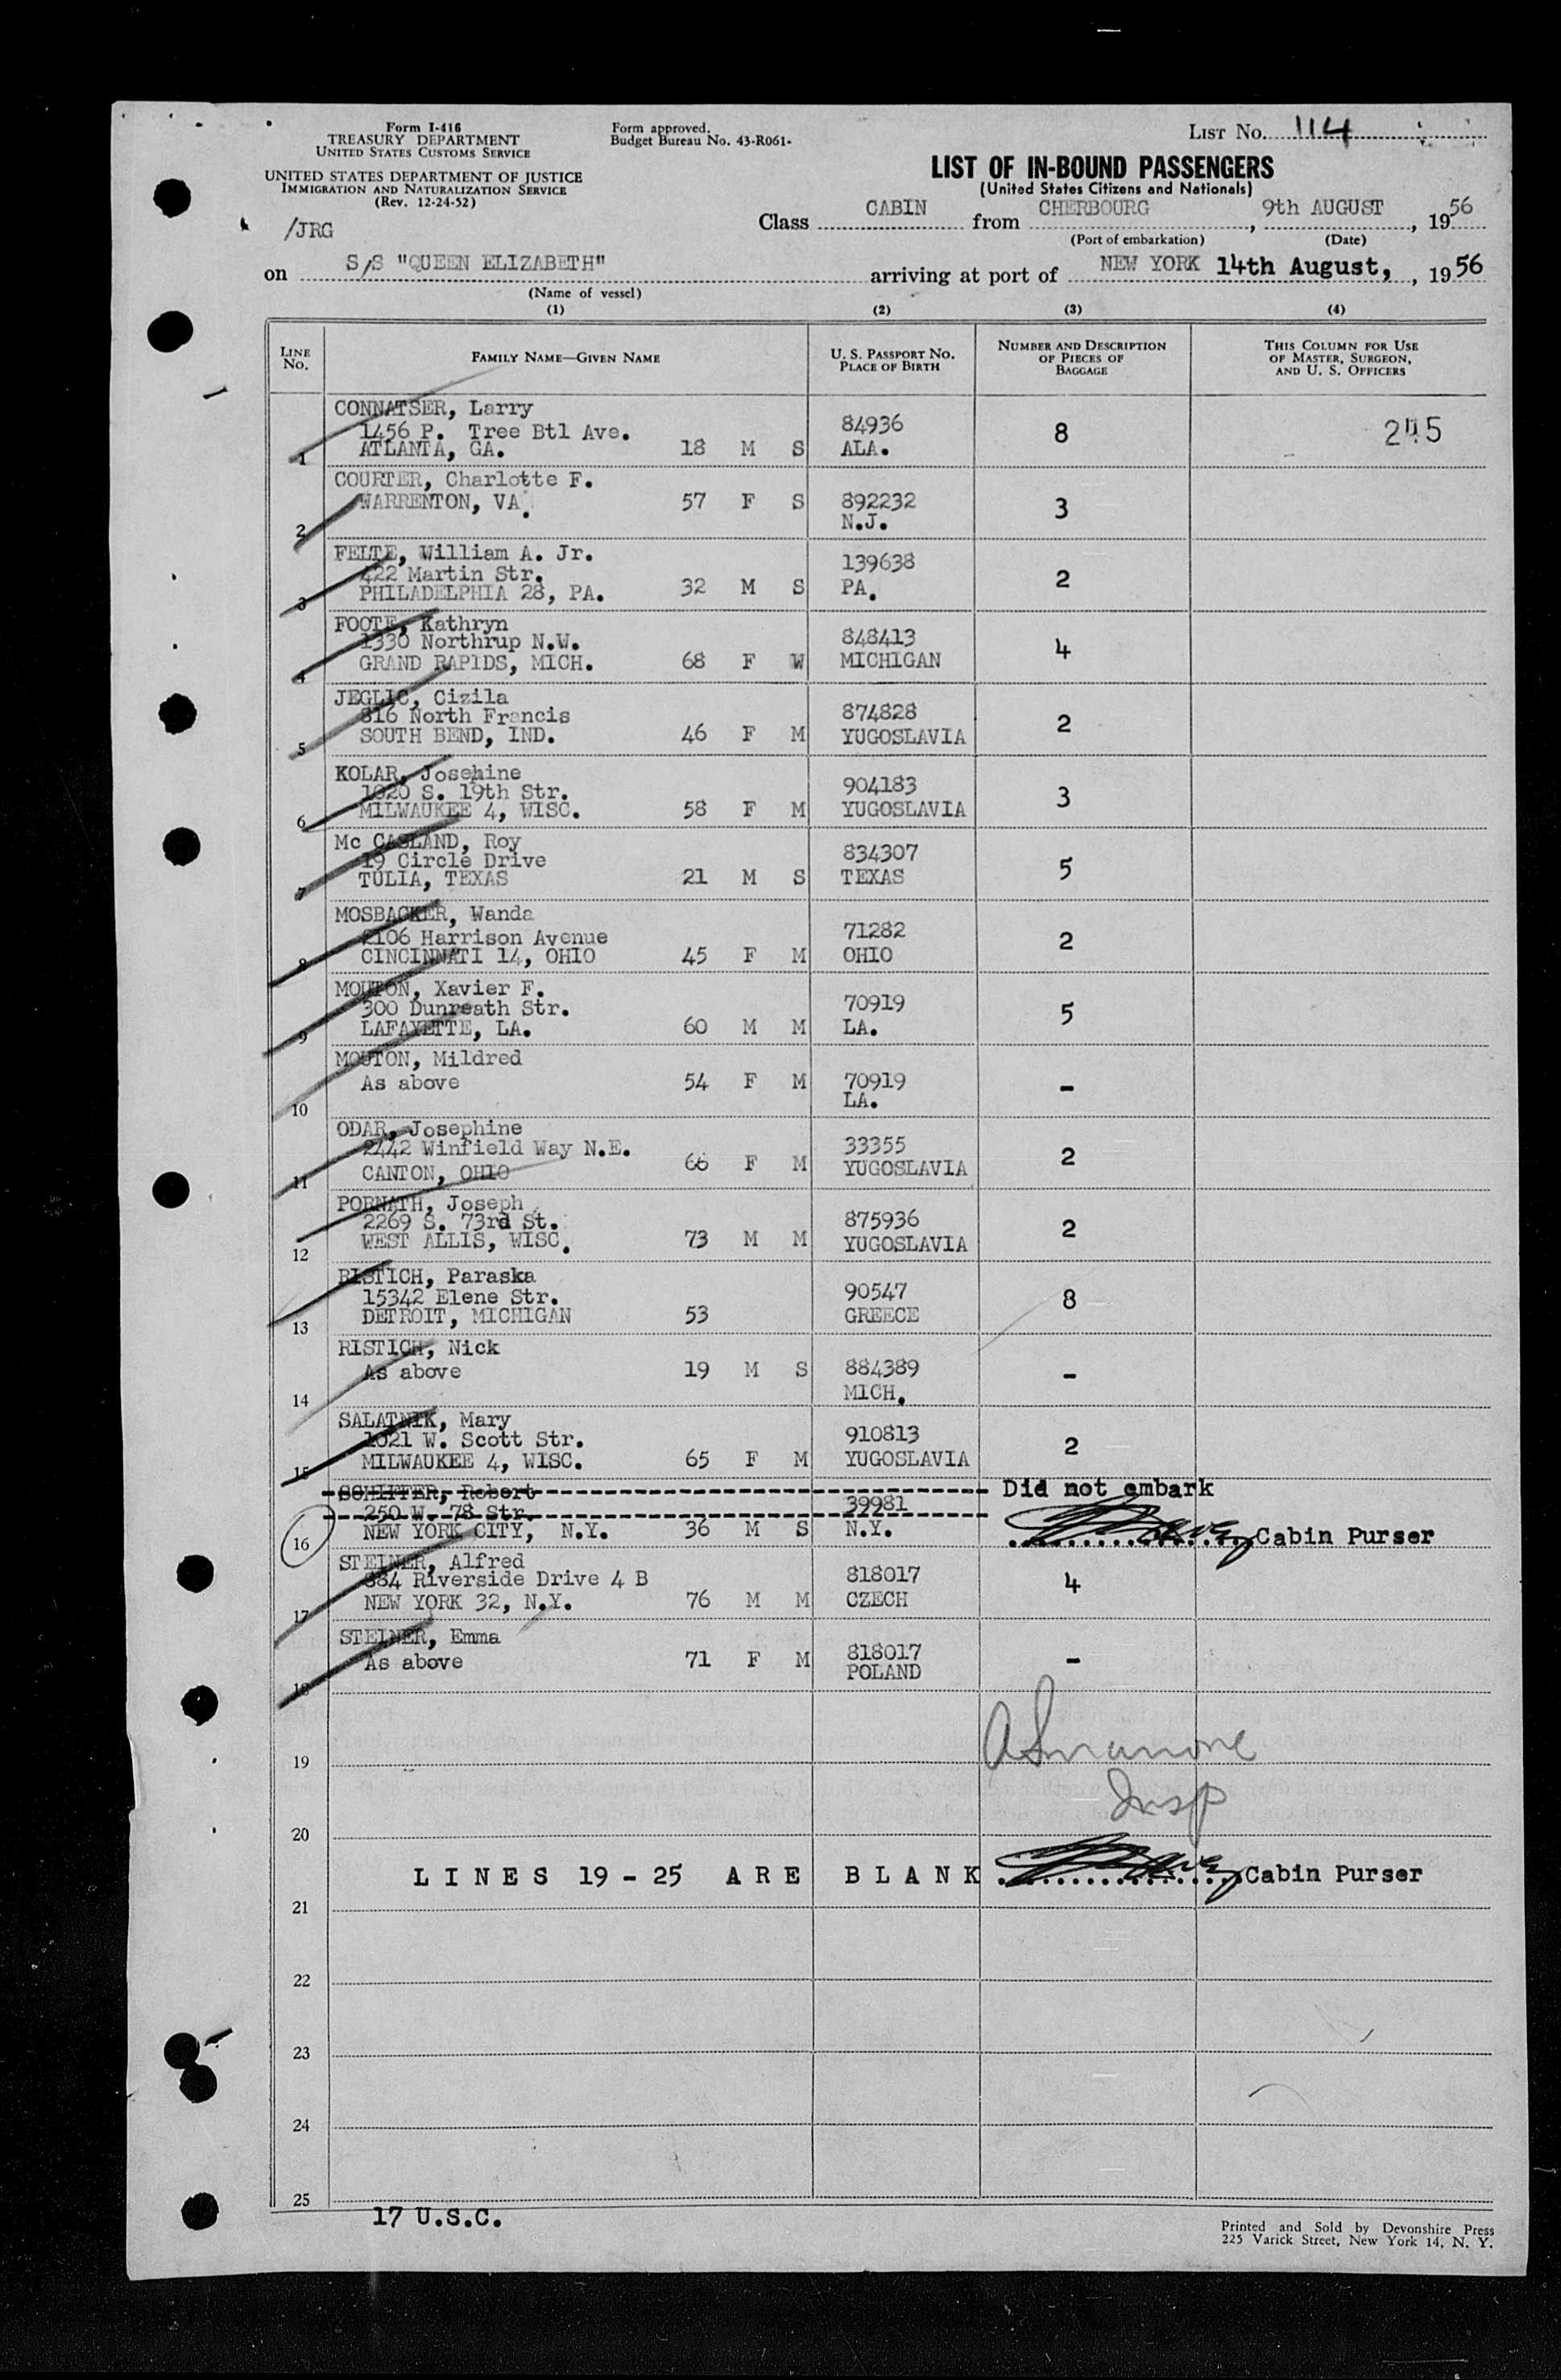 Form I-416
TREASURY DEPARTMENT
UNITED STATES CUSTOMS SERVICE
UNITED STATES DEPARTMENT OF JUSTICE
IMMIGRATION AND NATURALIZATION SERVICE
(Rev. 12-24-52)
/JRG
Form approved.
Budget Bureau No. 43-R061-
LIST No. 114
LIST OF IN-BOUND PASSENGERS
(United States Citizens and Nationals)
Class CABIN from CHERBOURG, 9th AUGUST, 1956
(Port of embarkation) (Date)
on S/S "QUEEN ELIZABETH" arriving at port of NEW YORK 14th August, , 1956
(Name of vessel)
(1) (2) (3) (4)
LINE No. FAMILY NAME—GIVEN NAME U. S. PASSPORT NO. PLACE OF BIRTH NUMBER AND DESCRIPTION OF PIECES OF BAGGAGE THIS COLUMN FOR USE OF MASTER, SURGEON, AND U. S. OFFICERS
CONNATSER, Larry
1456 P. Tree Btl Ave. 84936 8 245
1 ATLANTA, GA. 18 M S ALA.
COURTER, Charlotte F.
WARRENTON, VA. 57 F S 892232 3
2 N.J.
FELTE, William A. Jr. 139638
422 Martin Str. 2
3 PHILADELPHIA 28, PA. 32 M S PA.
FOOTE, Kathryn
1330 Northrup N.W. 848413 4
4 GRAND RAPIDS, MICH. 68 F W MICHIGAN
JEGLIC, Cizila
816 North Francis 874828 2
5 SOUTH BEND, IND. 46 F M YUGOSLAVIA
KOLAR, Josehine
1020 S. 19th Str. 904183 3
6 MILWAUKEE 4, WISC. 58 F M YUGOSLAVIA
Mc CASLAND, Roy
19 Circle Drive 834307 5
7 TULIA, TEXAS 21 M S TEXAS
MOSBACKER, Wanda
2106 Harrison Avenue 71282 2
8 CINCINNATI 14, OHIO 45 F M OHIO
MOUTON, Xavier F.
300 Dunreath Str. 70919 5
9 LAFAYETTE, LA. 60 M M LA.
MOUTON, Mildred
As above 54 F M 70919 -
10 LA.
ODAR, Josephine
2442 Winfield Way N.E. 33355 2
11 CANTON, OHIO 66 F M YUGOSLAVIA
PORNATH, Joseph
2269 S. 73rd St. 875936 2
12 WEST ALLIS, WISC. 73 M M YUGOSLAVIA
RISTICH, Paraska
15342 Elene Str. 90547 8
13 DETROIT, MICHIGAN 53 GREECE
RISTICH, Nick
As above 19 M S 884389 -
14 MICH.
SALATNIK, Mary
1021 W. Scott Str. 910813 2
15 MILWAUKEE 4, WISC. 65 F M YUGOSLAVIA
SCHIFTER, Robert Did not embark
250 W. 78 Str. 39981
16 NEW YORK CITY, N.Y. 36 M S N.Y. Cabin Purser
STEINER, Alfred
884 Riverside Drive 4 B 818017 4
17 NEW YORK 32, N.Y. 76 M M CZECH
STEINER, Emma
As above 71 F M 818017 -
18 POLAND
19
Insp
20
LINES 19-25 ARE BLANK Cabin Purser
21
22
23
24
25
17 U.S.C.
Printed and Sold by Devonshire Press
225 Varick Street, New York 14, N. Y.